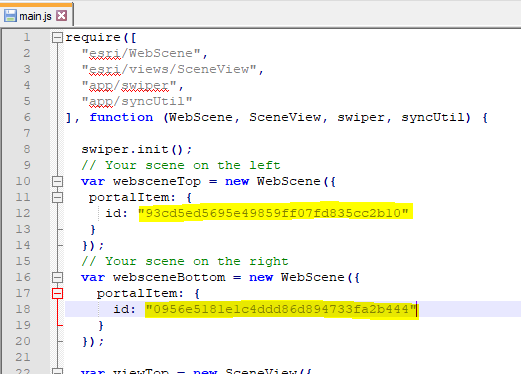 main.js
1 require([
2 "esri/WebScene",
3 "esri/views/SceneView",
4 "app/swiper",
5 "app/syncUtil"
6 ], function (WebScene, SceneView, swiper, syncUtil) {
7
8 swiper.init();
9 // Your scene on the left
10 var websceneTop = new WebScene({
11 portalItem: {
12 id: "93cd5ed5695e49859ff07fd835cc2b10"
13 }
14 });
15 // Your scene on the right
16 var websceneBottom = new WebScene({
17 portalItem: {
18 id: "0956e5181e1c4ddd86d894733fa2b444"
19 }
20 });
21
22 var viewTop = new SceneView({